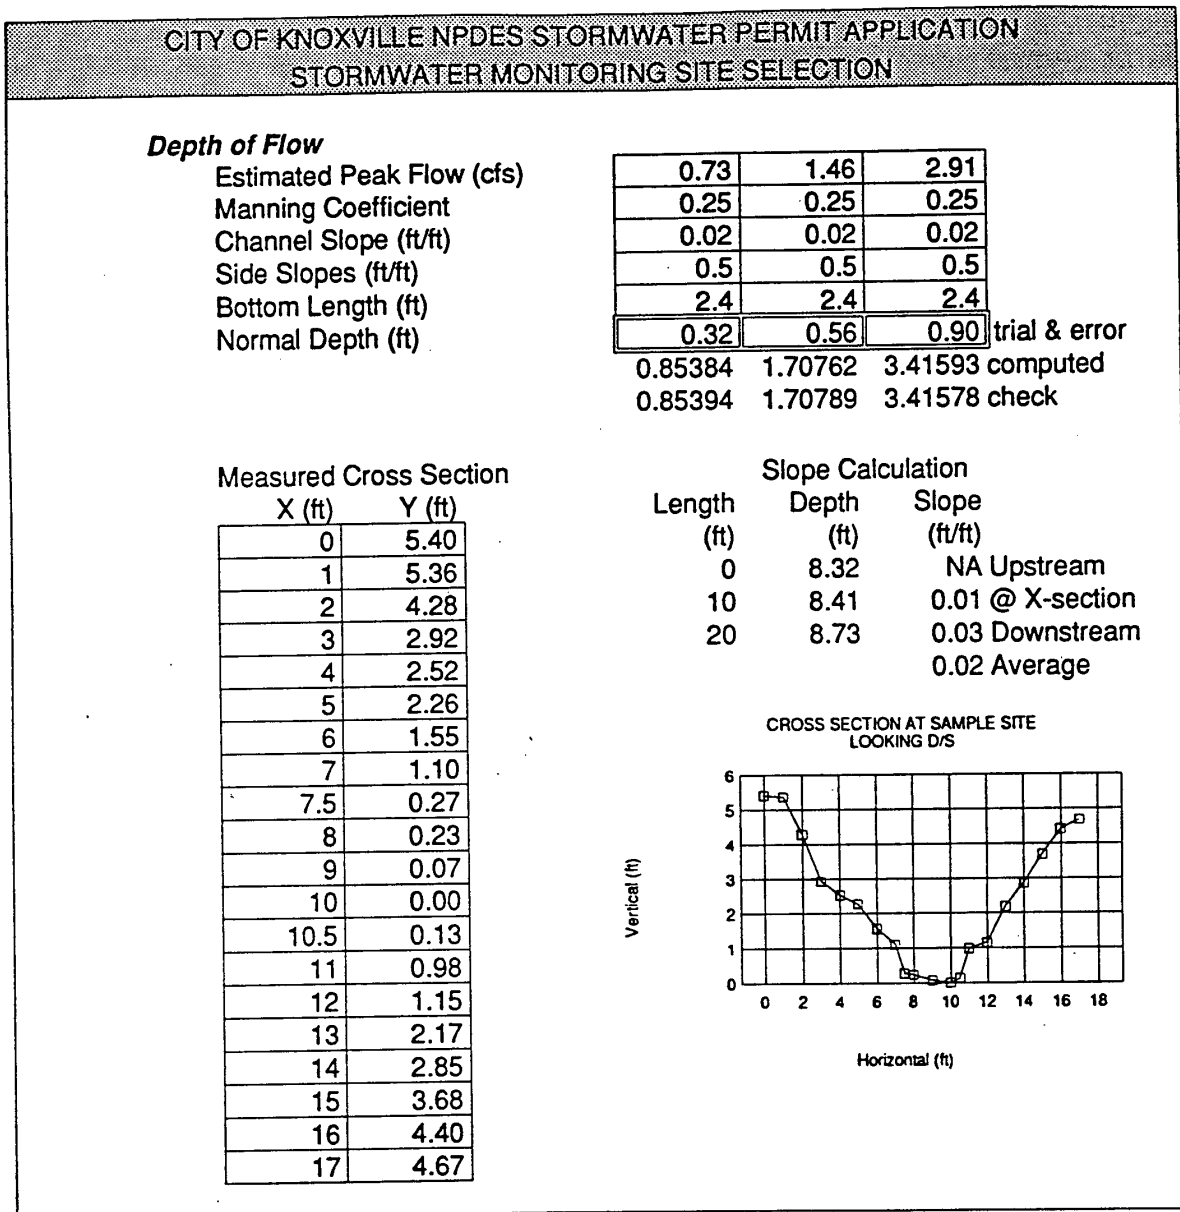 CITY OF KNOXVILLE NPDES STORMWATER PERMIT APPLICATION
STORMWATER MONITORING SITE SELECTION
Depth of Flow
Estimated Peak Flow (cfs) 0.73 1.46 2.91
Manning Coefficient 0.25 0.25 0.25
Channel Slope (ft/ft) 0.02 0.02 0.02
Side Slopes (ft/ft) 0.5 0.5 0.5
Bottom Length (ft) 2.4 2.4 2.4
Normal Depth (ft) 0.32 0.56 0.90 trial & error
0.85384 1.70762 3.41593 computed
0.85394 1.70789 3.41578 check
Measured Cross Section
X (ft) Y (ft)
0 5.40
1 5.36
2 4.28
3 2.92
4 2.52
5 2.26
6 1.55
7 1.10
7.5 0.27
8 0.23
9 0.07
10 0.00
10.5 0.13
11 0.98
12 1.15
13 2.17
14 2.85
15 3.68
16 4.40
17 4.67
Slope Calculation
Length Depth Slope
(ft) (ft) (ft/ft)
0 8.32 NA Upstream
10 8.41 0.01 @ X-section
20 8.73 0.03 Downstream
0.02 Average
CROSS SECTION AT SAMPLE SITE
LOOKING D/S
Vertical (ft)
6
5
4
3
2
1
0
0 2 4 6 8 10 12 14 16 18
Horizontal (ft)